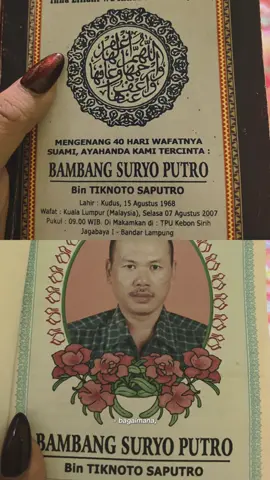 MENGENANG 40 HARI WAFATNYA
SUAMI, AYAHANDA KAMI TERCINTA :
BAMBANG SURYO PUTRO
Bin TIKNOTO SAPUTRO
Lahir : Kudus, 15 Agustus 1968
Wafat : Kuala Lumpur (Malaysia), Selasa 07 Agustus 2007
Pukul : 09.00 WIB. Di Makamkan di : TPU Kebon Sirih
Jagabaya I - Bandar Lampung
bagaimana,
BAMBANG SURYO PUTRO
Bin TIKNOTO SAPUTRO